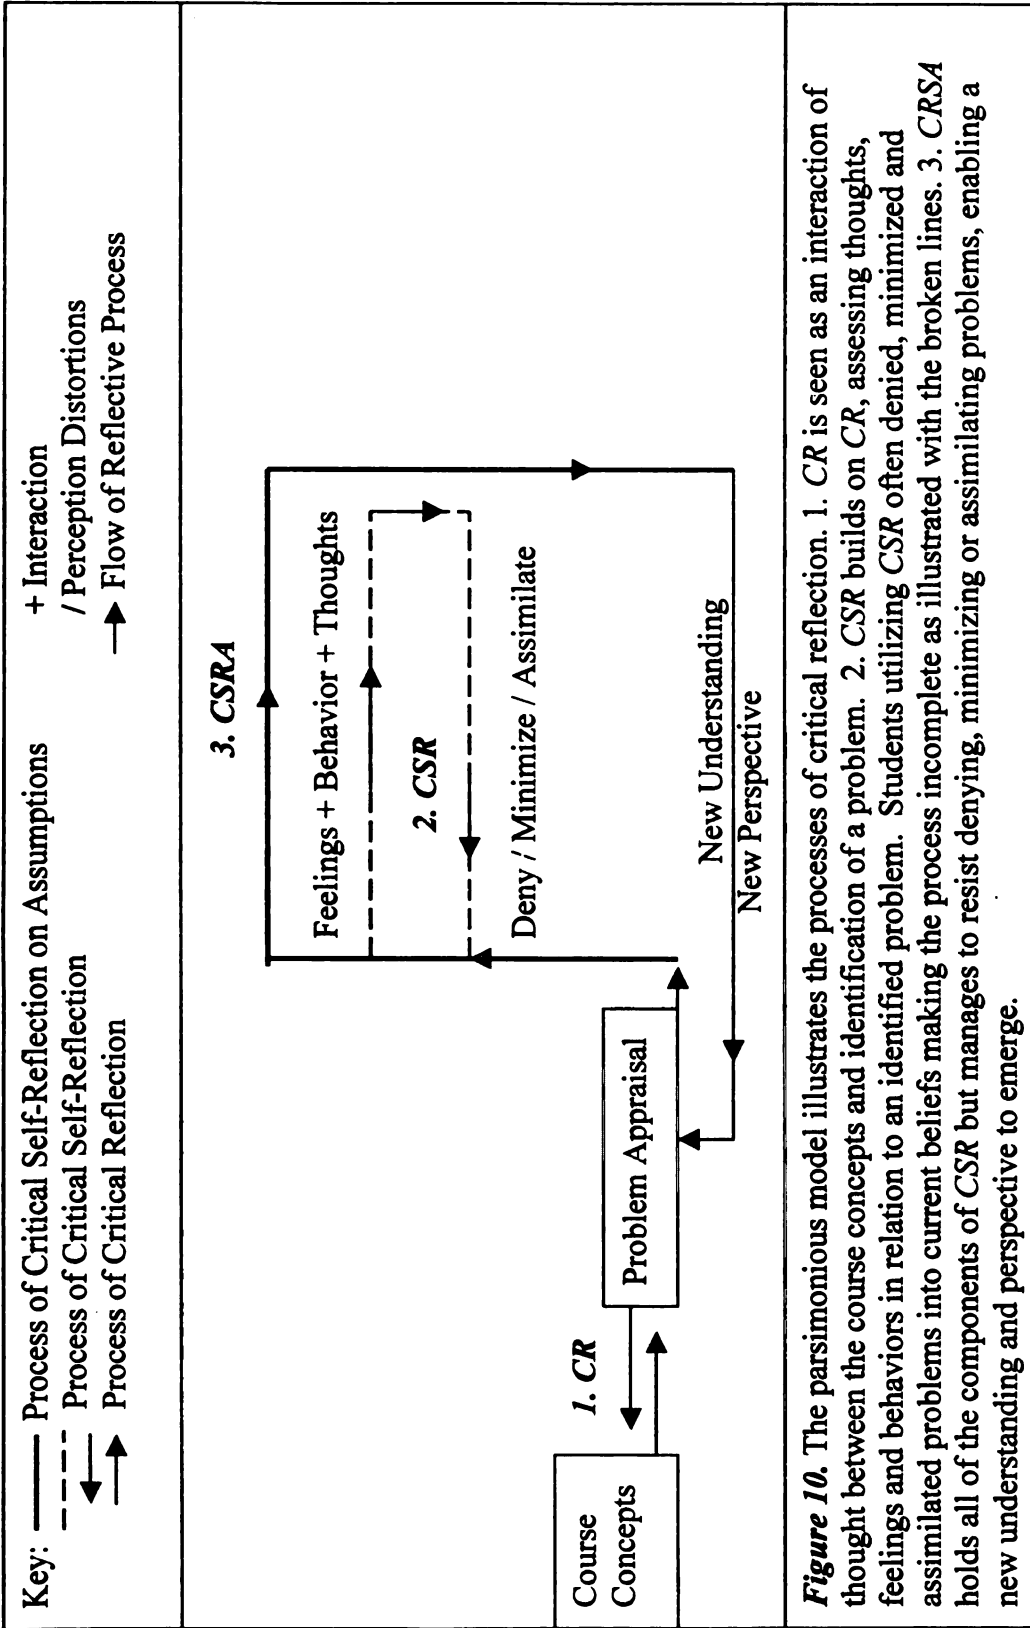 Key: Process of Critical Self-Reflection on Assumptions
Process of Critical Self-Reflection
Process of Critical Reflection
+ Interaction
/ Perception Distortions
Flow of Reflective Process
3. CSRA
Feelings + Behavior + Thoughts
2. CSR
Deny / Minimize / Assimilate
1. CR
Course
Concepts
Problem Appraisal
New Understanding
New Perspective
Figure 10. The parsimonious model illustrates the processes of critical reflection. 1. CR is seen as an interaction of
thought between the course concepts and identification of a problem. 2. CSR builds on CR, assessing thoughts,
feelings and behaviors in relation to an identified problem. Students utilizing CSR often denied, minimized and
assimilated problems into current beliefs making the process incomplete as illustrated with the broken lines. 3. CRSA
holds all of the components of CSR but manages to resist denying, minimizing or assimilating problems, enabling a
new understanding and perspective to emerge.